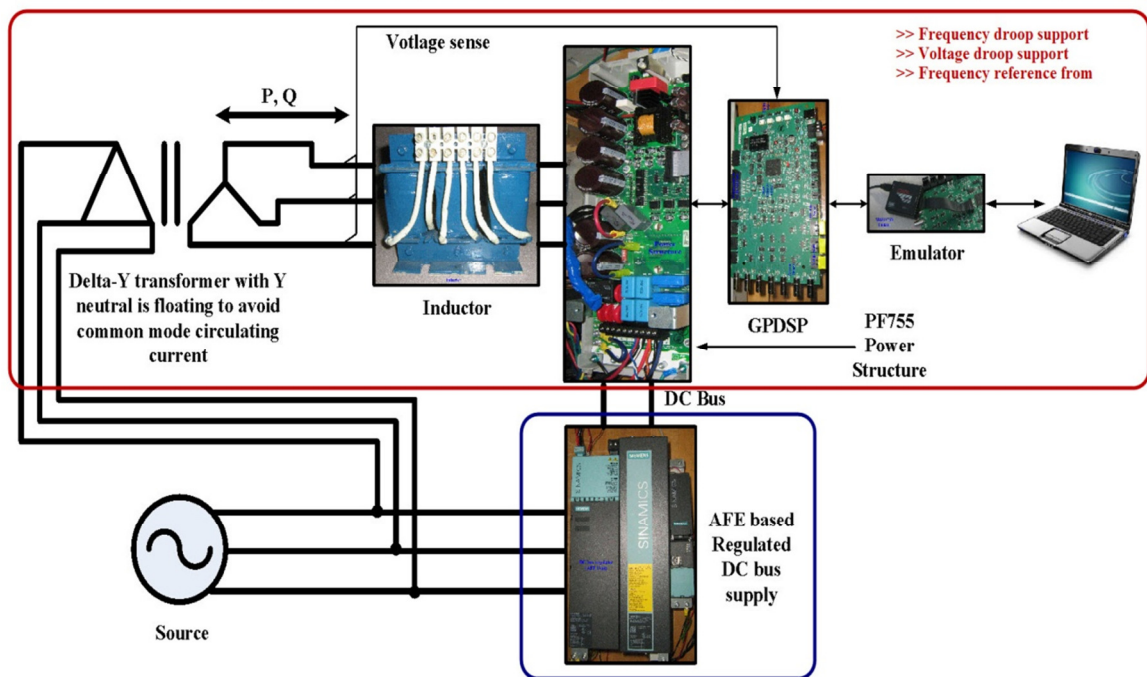 >> Frequency droop support
>> Voltage droop support
>> Frequency reference from
Votlage sense
P, Q
Delta-Y transformer with Y
neutral is floating to avoid
common mode circulating
current
Inductor
GPDSP
Emulator
PF755
Power
Structure
DC Bus
SINAMICS
AFE based
Regulated
DC bus
supply
Source